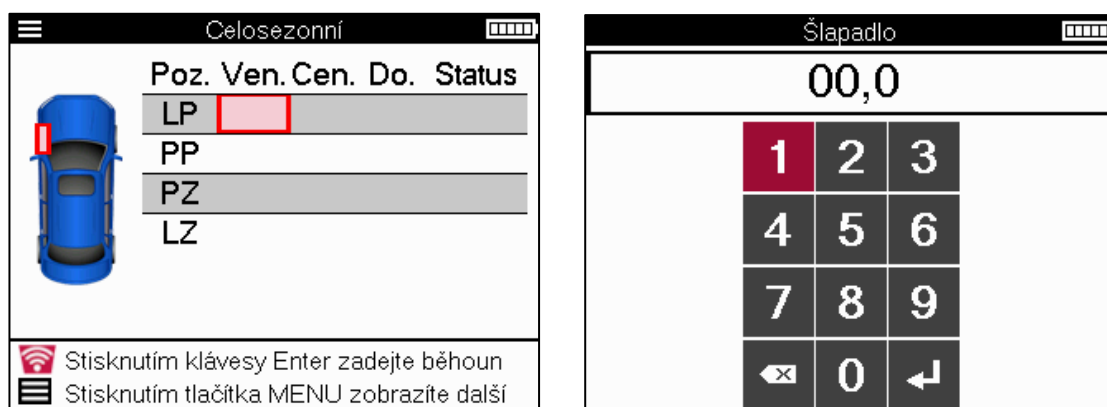 Celosezonní
Poz. Ven. Cen. Do. Status
LP
PP
PZ
LZ
Stisknutím klávesy Enter zadejte běhoun
Stisknutím tlačítka MENU zobrazíte další
Šlapadlo
00,0
1 2 3
4 5 6
7 8 9
0